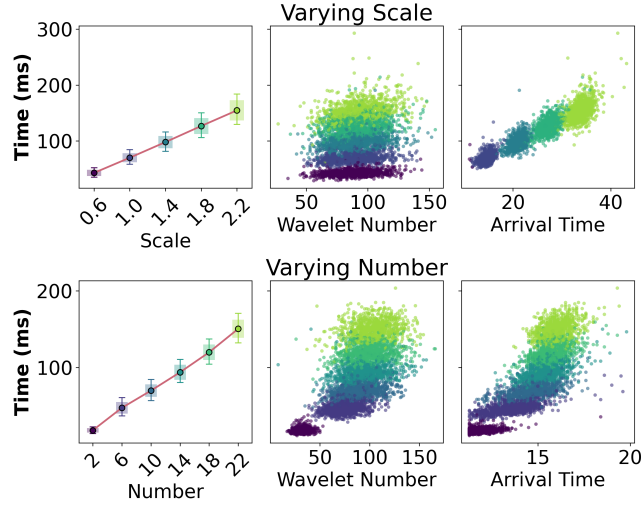 Varying Scale
Time (ms)
300
200
100
0.6 1.0 1.4 1.8 2.2
Scale
50 100 150
Wavelet Number
20 40
Arrival Time
Varying Number
Time (ms)
200
100
2 6 10 14 18 22
Number
50 100 150
Wavelet Number
15 20
Arrival Time